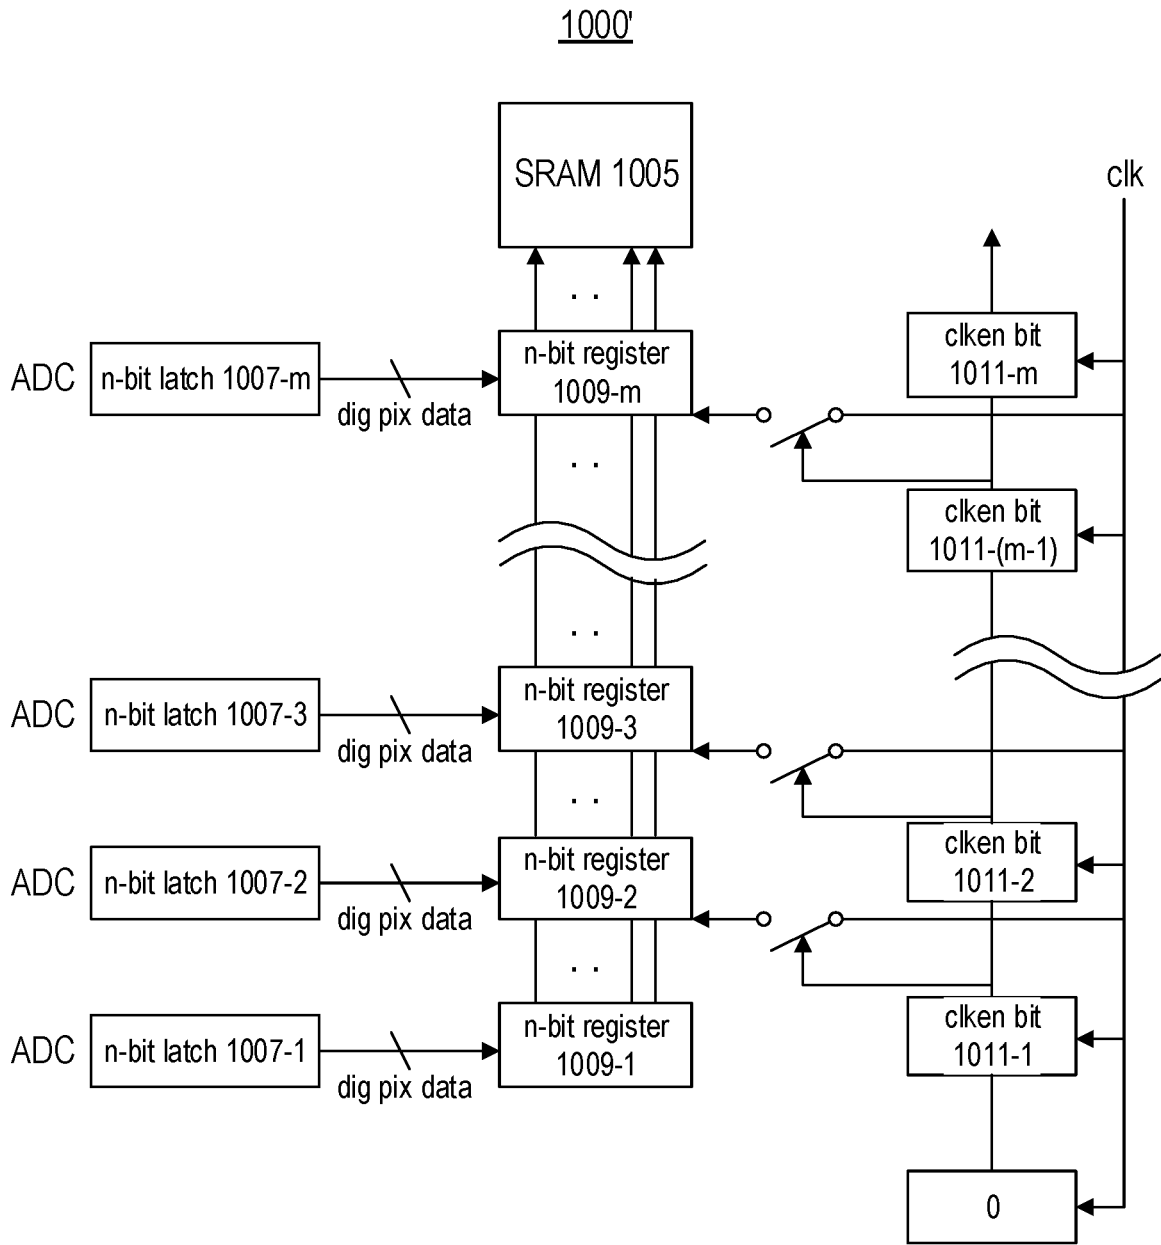 1000'
SRAM 1005
clk
. .
ADC
n-bit latch 1007-m
dig pix data
n-bit register
1009-m
clken bit
1011-m
. .
clken bit
1011-(m-1)
. .
ADC
n-bit latch 1007-3
dig pix data
n-bit register
1009-3
. .
clken bit
1011-2
ADC
n-bit latch 1007-2
dig pix data
n-bit register
1009-2
. .
clken bit
1011-1
ADC
n-bit latch 1007-1
dig pix data
n-bit register
1009-1
0